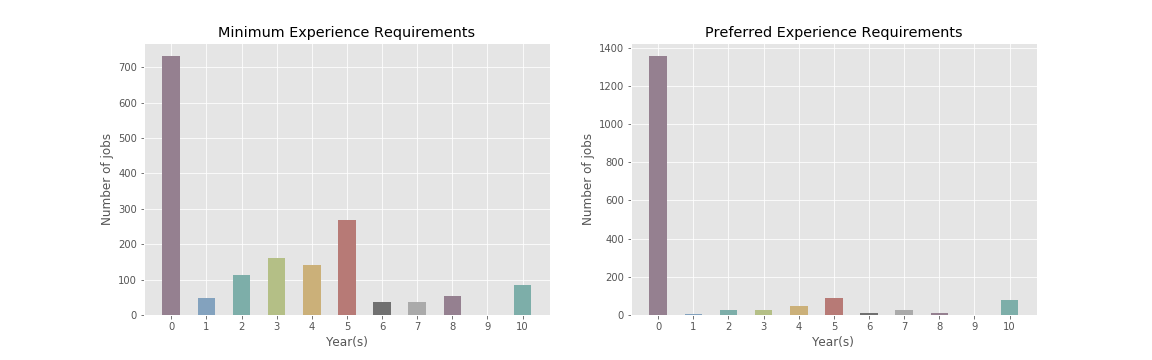 Minimum Experience Requirements
Number of jobs
700
600
500
400
300
200
100
0
0 1 2 3 4 5 6 7 8 9 10
Year(s)
Preferred Experience Requirements
Number of jobs
1400
1200
1000
800
600
400
200
0
0 1 2 3 4 5 6 7 8 9 10
Year(s)